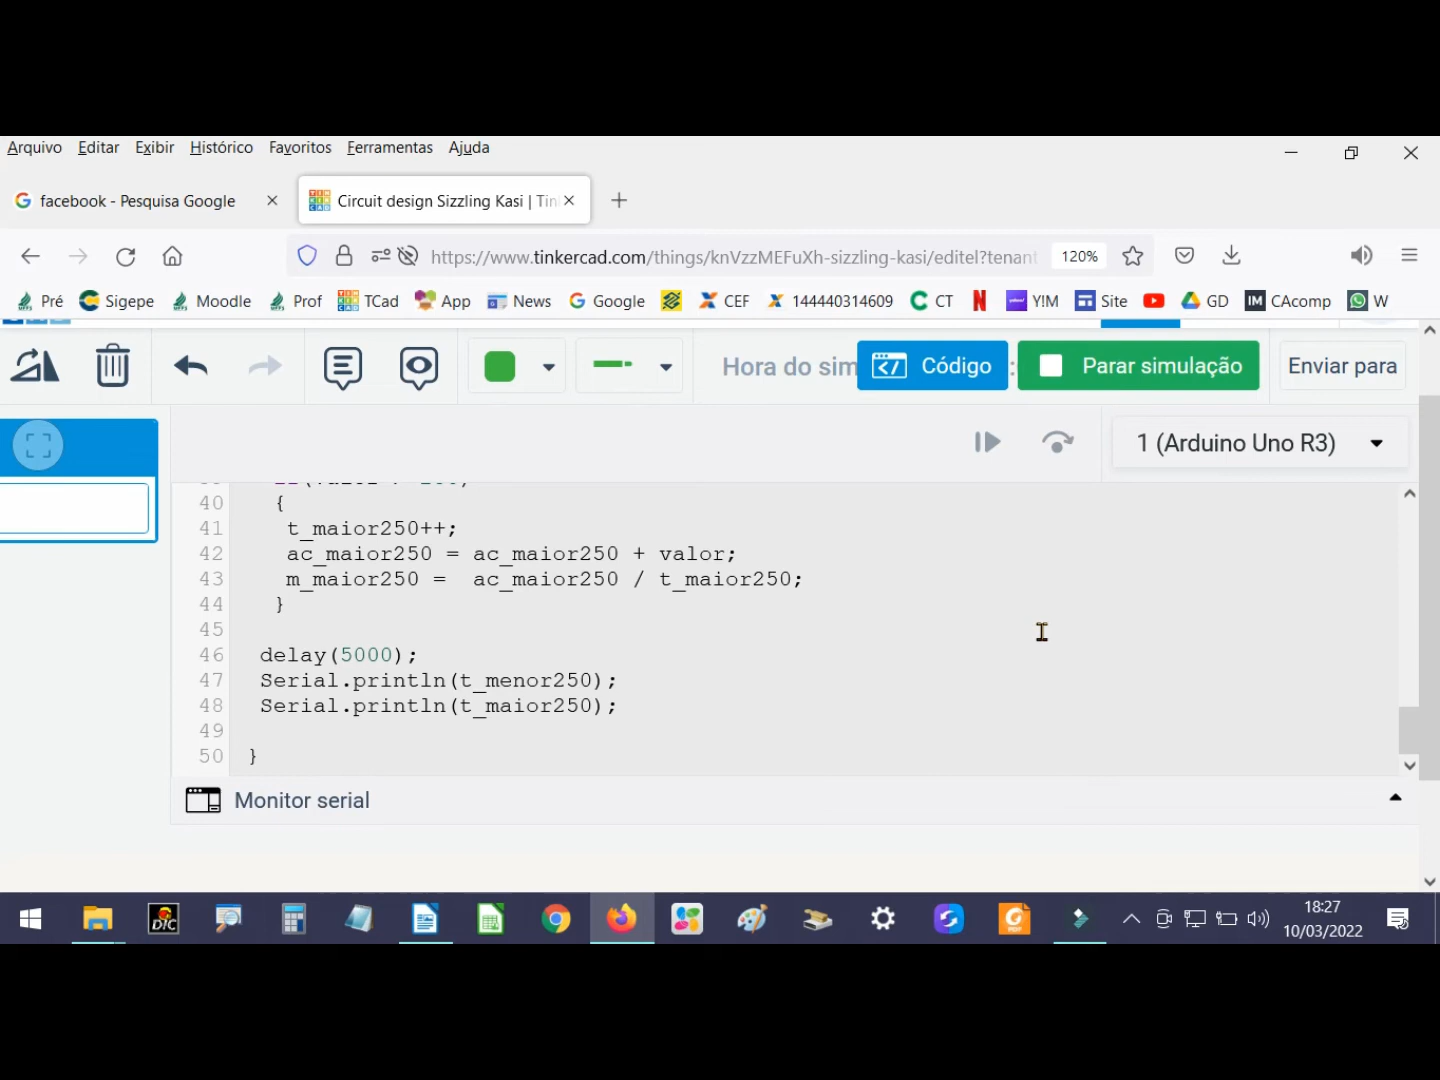 Arquivo Editar Exibir Histórico Favoritos Ferramentas Ajuda
facebook - Pesquisa Google
Circuit design Sizzling Kasi | Tin
https://www.tinkercad.com/things/knVzzMEFuXh-sizzling-kasi/editel?tenant 120%
Pré Sigepe Moodle Prof TCad App News Google CEF 144440314609 CT Y!M Site GD CAcomp W
Hora do sim Código : Parar simulação Enviar para
1 (Arduino Uno R3)
40 {
41 t_maior250++;
42 ac_maior250 = ac_maior250 + valor;
43 m_maior250 =  ac_maior250 / t_maior250;
44 }
45
46 delay(5000);
47 Serial.println(t_menor250);
48 Serial.println(t_maior250);
49
50 }
Monitor serial
18:27
10/03/2022